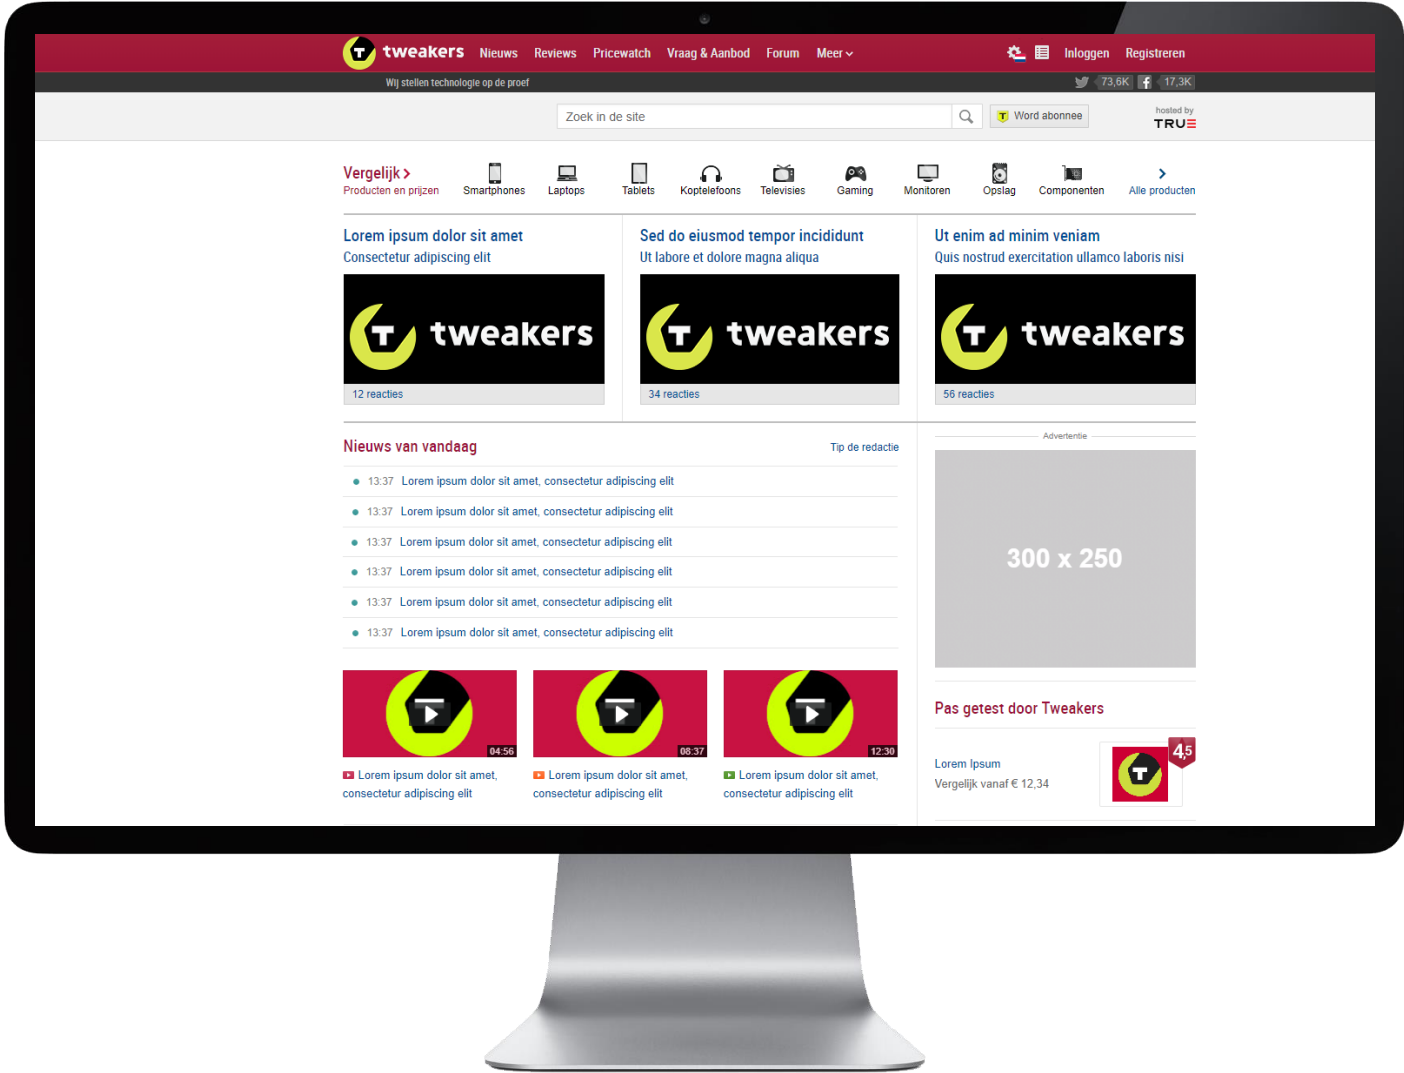 tweakers Nieuws Reviews Pricewatch Vraag & Aanbod Forum Meer Inloggen Registreren
Wij stellen technologie op de proef 73,6K 17,3K
Zoek in de site Word abonnee hosted by
TRUE
Vergelijk
Producten en prijzen Smartphones Laptops Tablets Koptelefoons Televisies Gaming Monitoren Opslag Componenten Alle producten
Lorem ipsum dolor sit amet
Consectetur adipiscing elit
T tweakers
12 reacties
Sed do eiusmod tempor incididunt
Ut labore et dolore magna aliqua
T tweakers
34 reacties
Ut enim ad minim veniam
Quis nostrud exercitation ullamco laboris nisi
T tweakers
56 reacties
Nieuws van vandaag Tip de redactie
13:37 Lorem ipsum dolor sit amet, consectetur adipiscing elit
13:37 Lorem ipsum dolor sit amet, consectetur adipiscing elit
13:37 Lorem ipsum dolor sit amet, consectetur adipiscing elit
13:37 Lorem ipsum dolor sit amet, consectetur adipiscing elit
13:37 Lorem ipsum dolor sit amet, consectetur adipiscing elit
13:37 Lorem ipsum dolor sit amet, consectetur adipiscing elit
04:56
Lorem ipsum dolor sit amet,
consectetur adipiscing elit
08:37
Lorem ipsum dolor sit amet,
consectetur adipiscing elit
12:30
Lorem ipsum dolor sit amet,
consectetur adipiscing elit
Advertentie
300 x 250
Pas getest door Tweakers
4,5
Lorem Ipsum
Vergelijk vanaf € 12,34